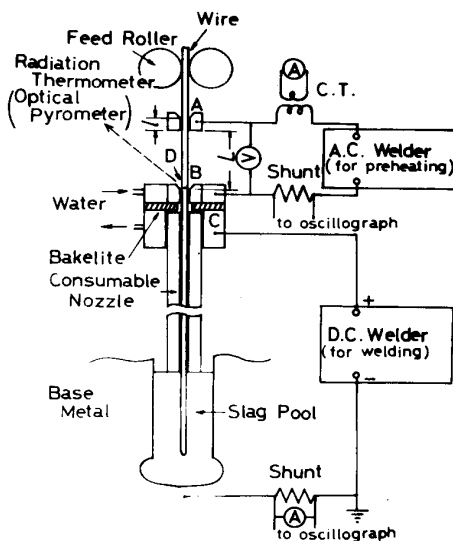 Wire
Feed Roller
Radiation
Thermometer
(Optical
Pyrometer)
A
A
C.T.
l
L
V
D
B
A.C. Welder
(for preheating)
Shunt
to oscillograph
Water
C
Bakelite
Consumable
Nozzle
+
D.C. Welder
(for welding)
−
Base
Metal
Slag Pool
Shunt
A
to oscillograph